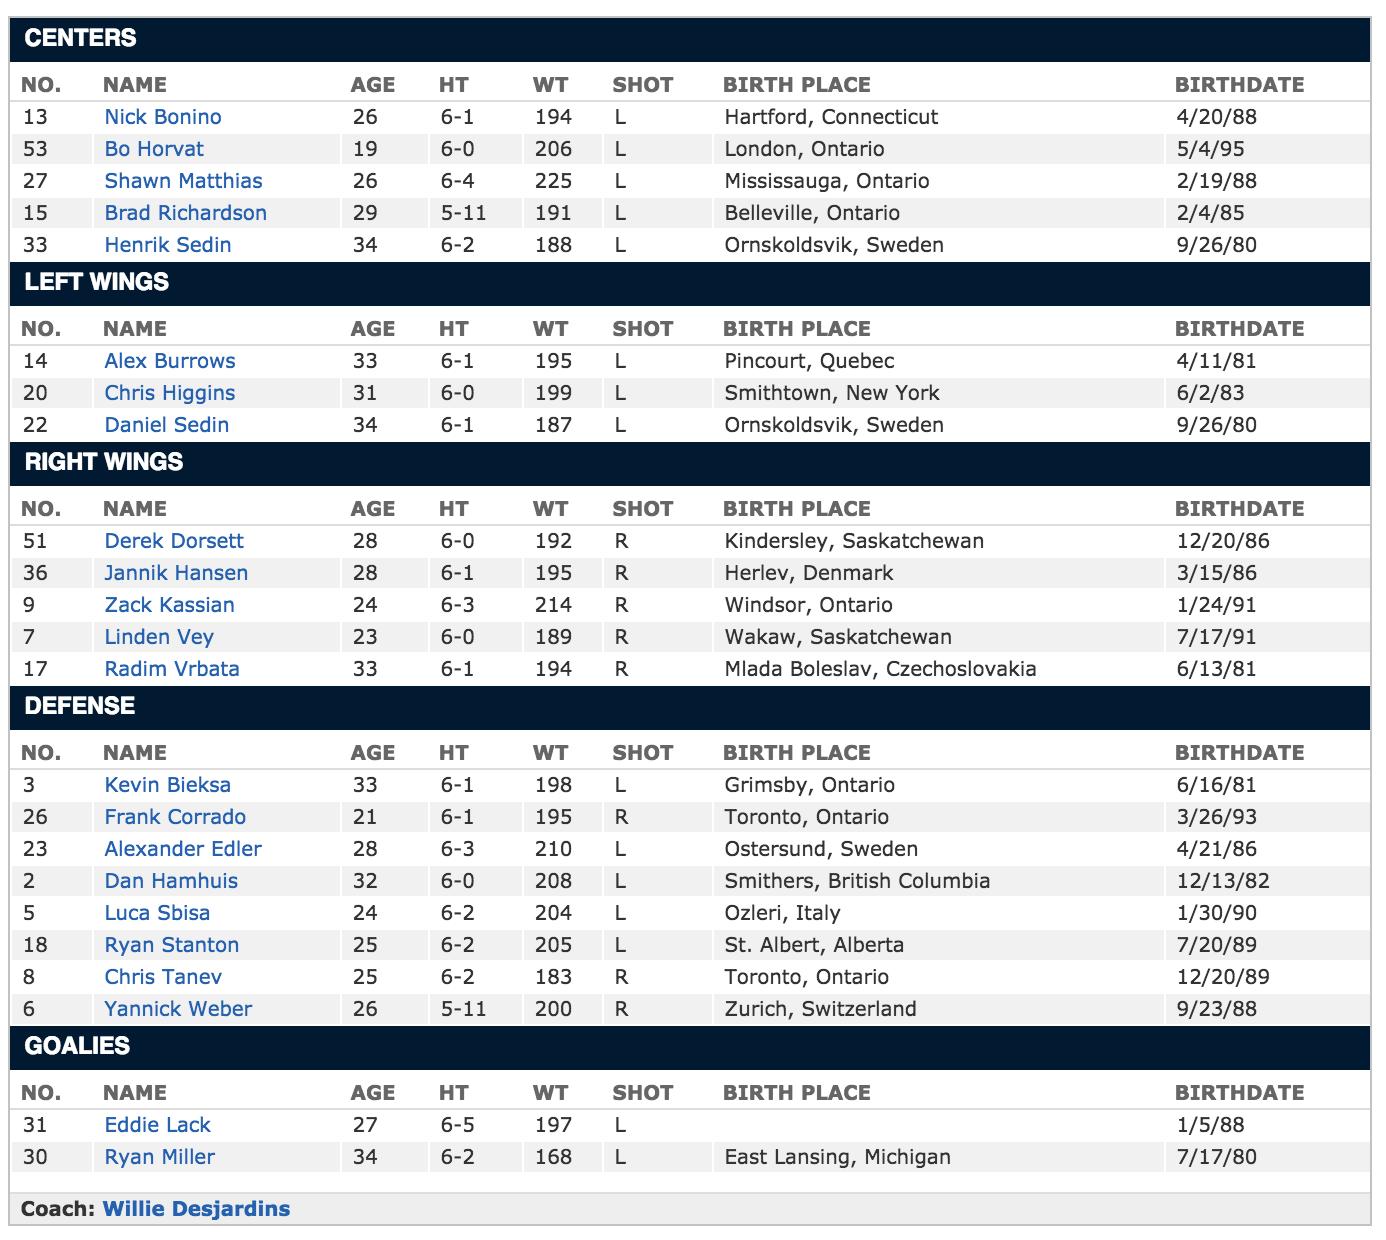 CENTERS
NO. NAME AGE HT WT SHOT BIRTH PLACE BIRTHDATE
13 Nick Bonino 26 6-1 194 L Hartford, Connecticut 4/20/88
53 Bo Horvat 19 6-0 206 L London, Ontario 5/4/95
27 Shawn Matthias 26 6-4 225 L Mississauga, Ontario 2/19/88
15 Brad Richardson 29 5-11 191 L Belleville, Ontario 2/4/85
33 Henrik Sedin 34 6-2 188 L Ornskoldsvik, Sweden 9/26/80
LEFT WINGS
NO. NAME AGE HT WT SHOT BIRTH PLACE BIRTHDATE
14 Alex Burrows 33 6-1 195 L Pincourt, Quebec 4/11/81
20 Chris Higgins 31 6-0 199 L Smithtown, New York 6/2/83
22 Daniel Sedin 34 6-1 187 L Ornskoldsvik, Sweden 9/26/80
RIGHT WINGS
NO. NAME AGE HT WT SHOT BIRTH PLACE BIRTHDATE
51 Derek Dorsett 28 6-0 192 R Kindersley, Saskatchewan 12/20/86
36 Jannik Hansen 28 6-1 195 R Herlev, Denmark 3/15/86
9 Zack Kassian 24 6-3 214 R Windsor, Ontario 1/24/91
7 Linden Vey 23 6-0 189 R Wakaw, Saskatchewan 7/17/91
17 Radim Vrbata 33 6-1 194 R Mlada Boleslav, Czechoslovakia 6/13/81
DEFENSE
NO. NAME AGE HT WT SHOT BIRTH PLACE BIRTHDATE
3 Kevin Bieksa 33 6-1 198 L Grimsby, Ontario 6/16/81
26 Frank Corrado 21 6-1 195 R Toronto, Ontario 3/26/93
23 Alexander Edler 28 6-3 210 L Ostersund, Sweden 4/21/86
2 Dan Hamhuis 32 6-0 208 L Smithers, British Columbia 12/13/82
5 Luca Sbisa 24 6-2 204 L Ozleri, Italy 1/30/90
18 Ryan Stanton 25 6-2 205 L St. Albert, Alberta 7/20/89
8 Chris Tanev 25 6-2 183 R Toronto, Ontario 12/20/89
6 Yannick Weber 26 5-11 200 R Zurich, Switzerland 9/23/88
GOALIES
NO. NAME AGE HT WT SHOT BIRTH PLACE BIRTHDATE
31 Eddie Lack 27 6-5 197 L 1/5/88
30 Ryan Miller 34 6-2 168 L East Lansing, Michigan 7/17/80
Coach: Willie Desjardins